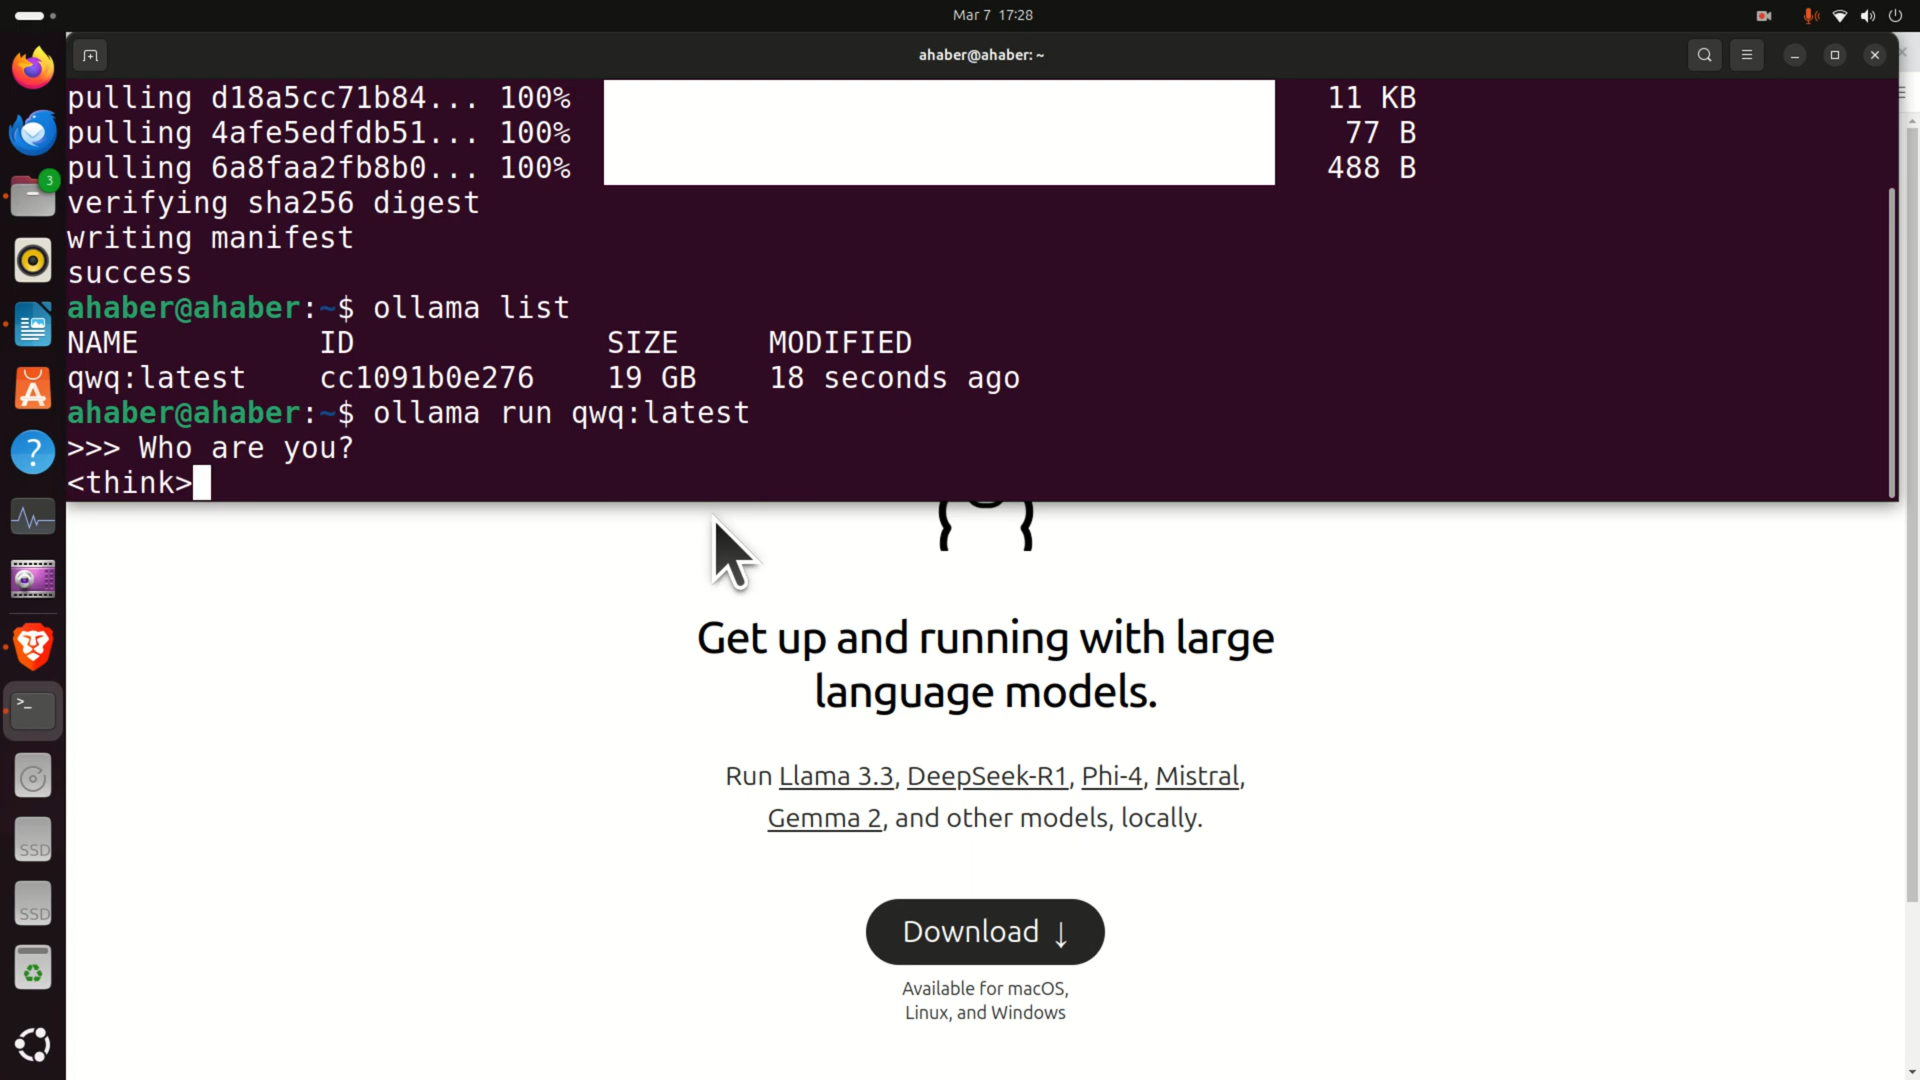 Mar 7 17:28
ahaber@ahaber: ~
pulling d18a5cc71b84... 100% 11 KB
pulling 4afe5edfdb51... 100% 77 B
pulling 6a8faa2fb8b0... 100% 488 B
verifying sha256 digest
writing manifest
success
ahaber@ahaber:~$ ollama list
NAME ID SIZE MODIFIED
qwq:latest cc1091b0e276 19 GB 18 seconds ago
ahaber@ahaber:~$ ollama run qwq:latest
>>> Who are you?
<think>
3
>_
SSD
SSD
Get up and running with large
language models.
Run Llama 3.3, DeepSeek-R1, Phi-4, Mistral,
Gemma 2, and other models, locally.
Download ↓
Available for macOS,
Linux, and Windows